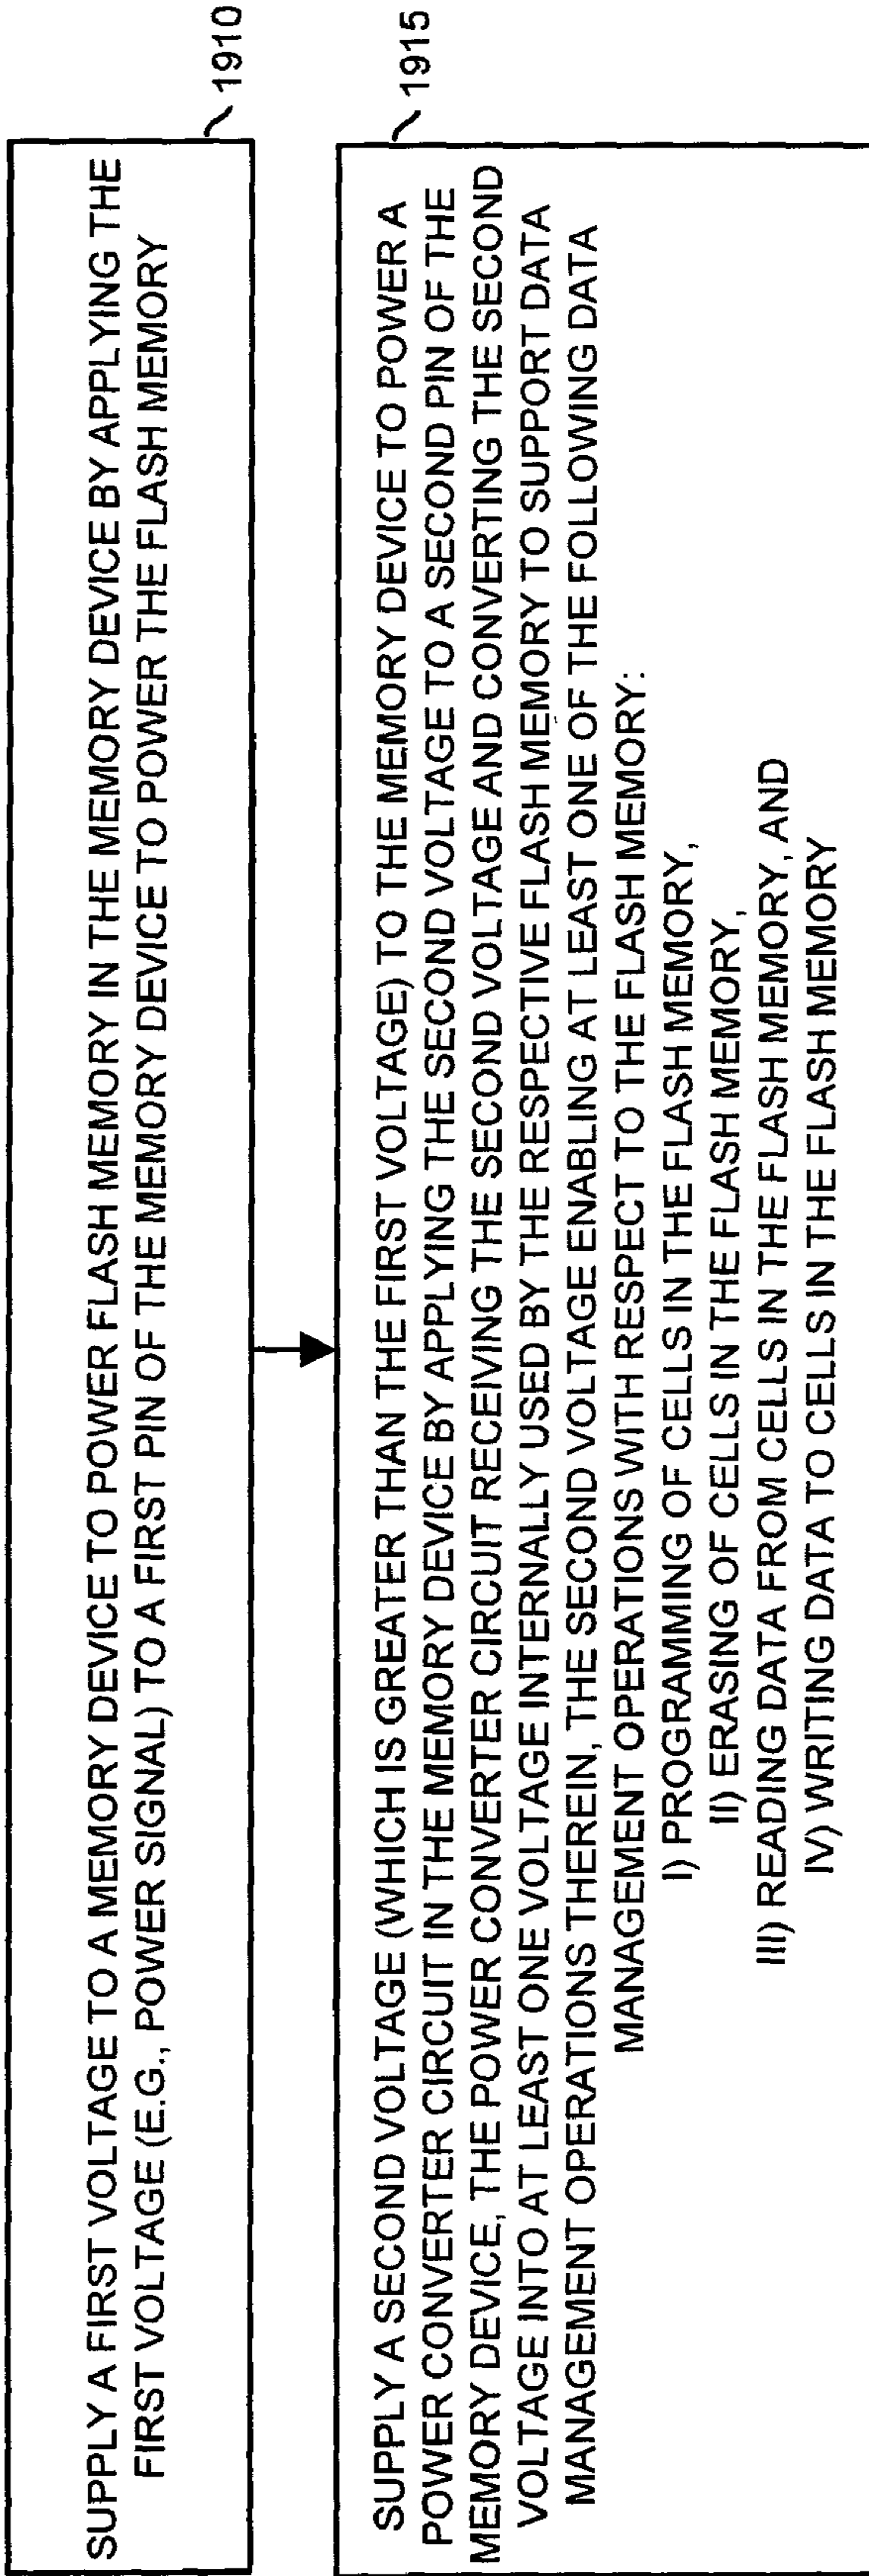 SUPPLY A FIRST VOLTAGE TO A MEMORY DEVICE TO POWER FLASH MEMORY IN THE MEMORY DEVICE BY APPLYING THE
FIRST VOLTAGE (E.G., POWER SIGNAL) TO A FIRST PIN OF THE MEMORY DEVICE TO POWER THE FLASH MEMORY
1910
SUPPLY A SECOND VOLTAGE (WHICH IS GREATER THAN THE FIRST VOLTAGE) TO THE MEMORY DEVICE TO POWER A
POWER CONVERTER CIRCUIT IN THE MEMORY DEVICE BY APPLYING THE SECOND VOLTAGE TO A SECOND PIN OF THE
MEMORY DEVICE, THE POWER CONVERTER CIRCUIT RECEIVING THE SECOND VOLTAGE AND CONVERTING THE SECOND
VOLTAGE INTO AT LEAST ONE VOLTAGE INTERNALLY USED BY THE RESPECTIVE FLASH MEMORY TO SUPPORT DATA
MANAGEMENT OPERATIONS THEREIN, THE SECOND VOLTAGE ENABLING AT LEAST ONE OF THE FOLLOWING DATA
MANAGEMENT OPERATIONS WITH RESPECT TO THE FLASH MEMORY:
I) PROGRAMMING OF CELLS IN THE FLASH MEMORY,
II) ERASING OF CELLS IN THE FLASH MEMORY,
III) READING DATA FROM CELLS IN THE FLASH MEMORY, AND
IV) WRITING DATA TO CELLS IN THE FLASH MEMORY
1915